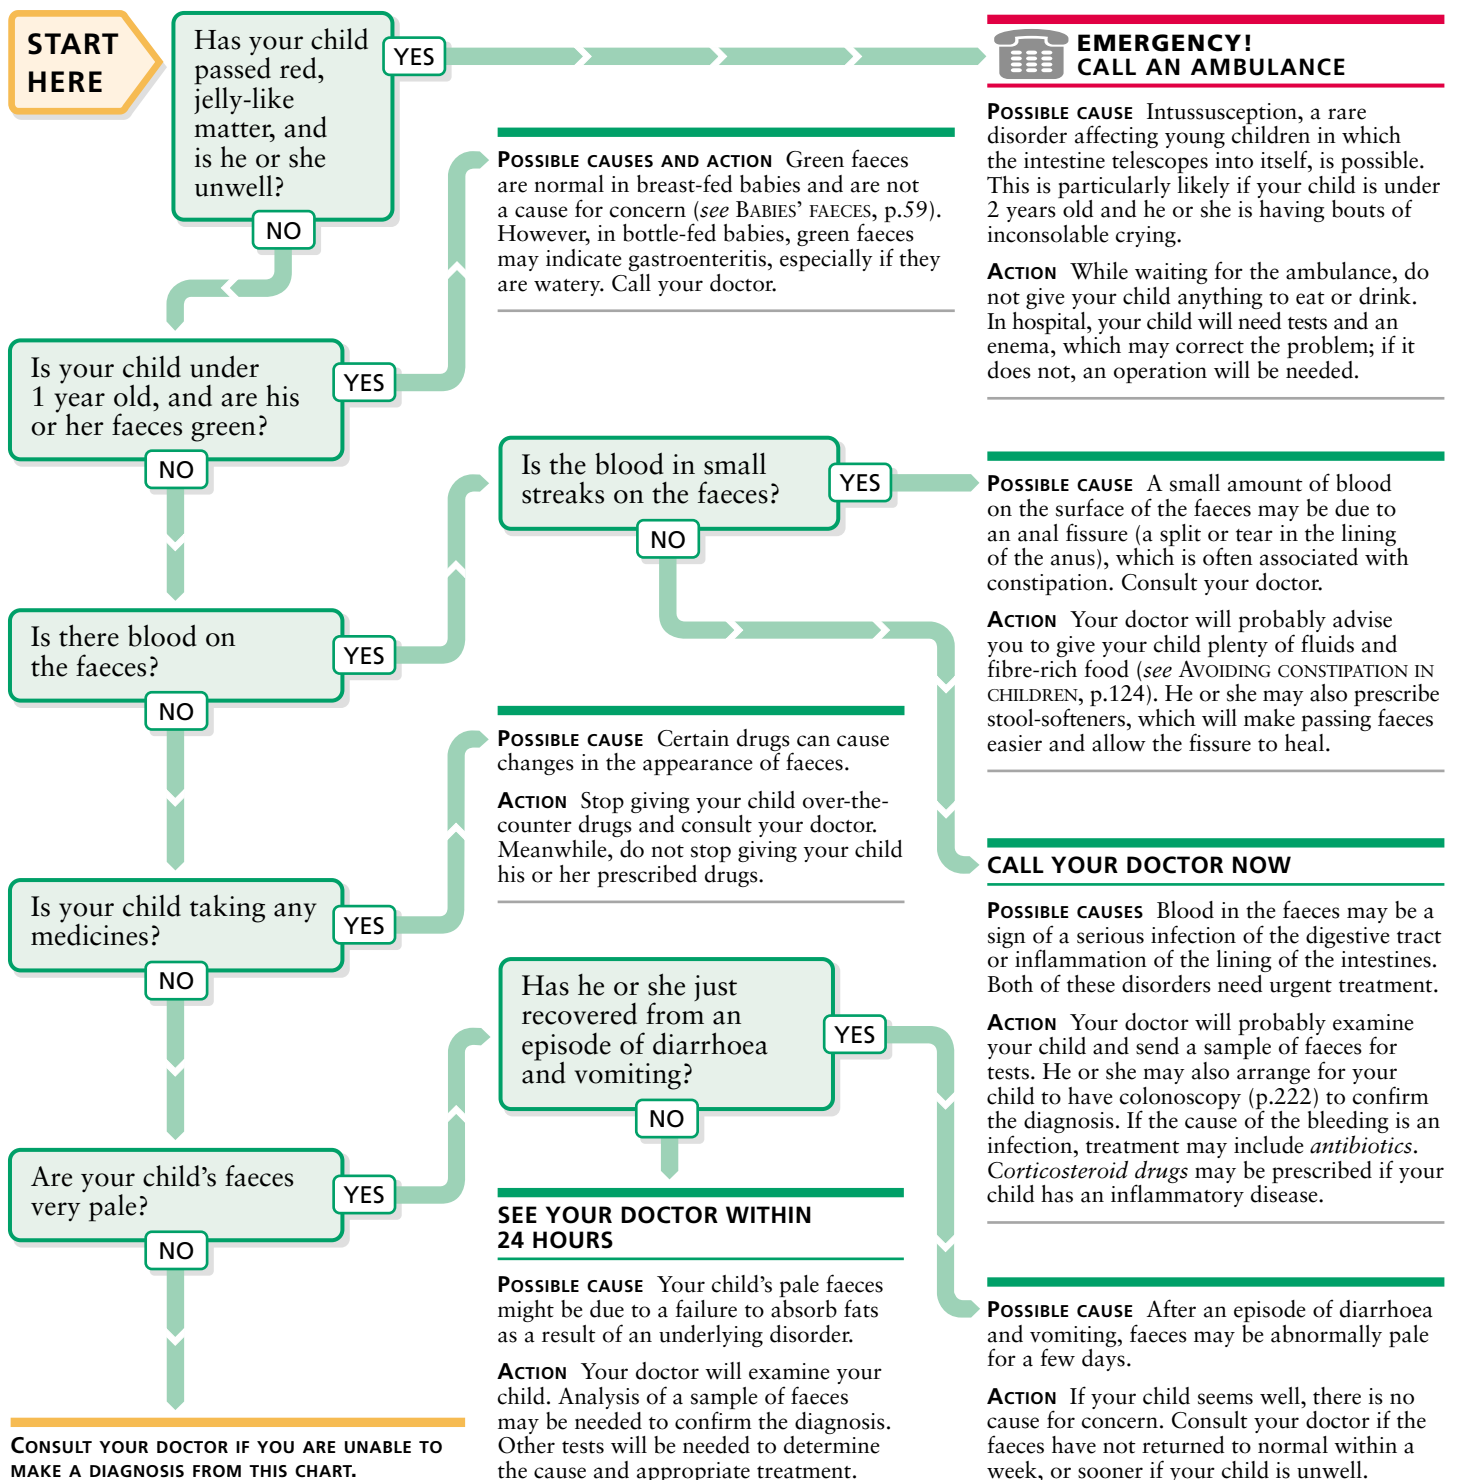 START
HERE
Has your child
passed red,
jelly-like
matter, and
is he or she
unwell?
YES
NO
EMERGENCY!
CALL AN AMBULANCE
POSSIBLE CAUSE Intussusception, a rare
disorder affecting young children in which
the intestine telescopes into itself, is possible.
This is particularly likely if your child is under
2 years old and he or she is having bouts of
inconsolable crying.
ACTION While waiting for the ambulance, do
not give your child anything to eat or drink.
In hospital, your child will need tests and an
enema, which may correct the problem; if it
does not, an operation will be needed.
Is your child under
1 year old, and are his
or her faeces green?
YES
NO
POSSIBLE CAUSES AND ACTION Green faeces
are normal in breast-fed babies and are not
a cause for concern (see BABIES' FAECES, p.59).
However, in bottle-fed babies, green faeces
may indicate gastroenteritis, especially if they
are watery. Call your doctor.
Is there blood on
the faeces?
YES
NO
Is the blood in small
streaks on the faeces?
YES
NO
POSSIBLE CAUSE A small amount of blood
on the surface of the faeces may be due to
an anal fissure (a split or tear in the lining
of the anus), which is often associated with
constipation. Consult your doctor.
ACTION Your doctor will probably advise
you to give your child plenty of fluids and
fibre-rich food (see AVOIDING CONSTIPATION IN
CHILDREN, p.124). He or she may also prescribe
stool-softeners, which will make passing faeces
easier and allow the fissure to heal.
CALL YOUR DOCTOR NOW
POSSIBLE CAUSES Blood in the faeces may be a
sign of a serious infection of the digestive tract
or inflammation of the lining of the intestines.
Both of these disorders need urgent treatment.
ACTION Your doctor will probably examine
your child and send a sample of faeces for
tests. He or she may also arrange for your
child to have colonoscopy (p.222) to confirm
the diagnosis. If the cause of the bleeding is an
infection, treatment may include antibiotics.
Corticosteroid drugs may be prescribed if your
child has an inflammatory disease.
Is your child taking any
medicines?
YES
NO
POSSIBLE CAUSE Certain drugs can cause
changes in the appearance of faeces.
ACTION Stop giving your child over-the-
counter drugs and consult your doctor.
Meanwhile, do not stop giving your child
his or her prescribed drugs.
Are your child's faeces
very pale?
YES
NO
Has he or she just
recovered from an
episode of diarrhoea
and vomiting?
YES
NO
SEE YOUR DOCTOR WITHIN
24 HOURS
POSSIBLE CAUSE Your child's pale faeces
might be due to a failure to absorb fats
as a result of an underlying disorder.
ACTION Your doctor will examine your
child. Analysis of a sample of faeces
may be needed to confirm the diagnosis.
Other tests will be needed to determine
the cause and appropriate treatment.
POSSIBLE CAUSE After an episode of diarrhoea
and vomiting, faeces may be abnormally pale
for a few days.
ACTION If your child seems well, there is no
cause for concern. Consult your doctor if the
faeces have not returned to normal within a
week, or sooner if your child is unwell.
CONSULT YOUR DOCTOR IF YOU ARE UNABLE TO
MAKE A DIAGNOSIS FROM THIS CHART.